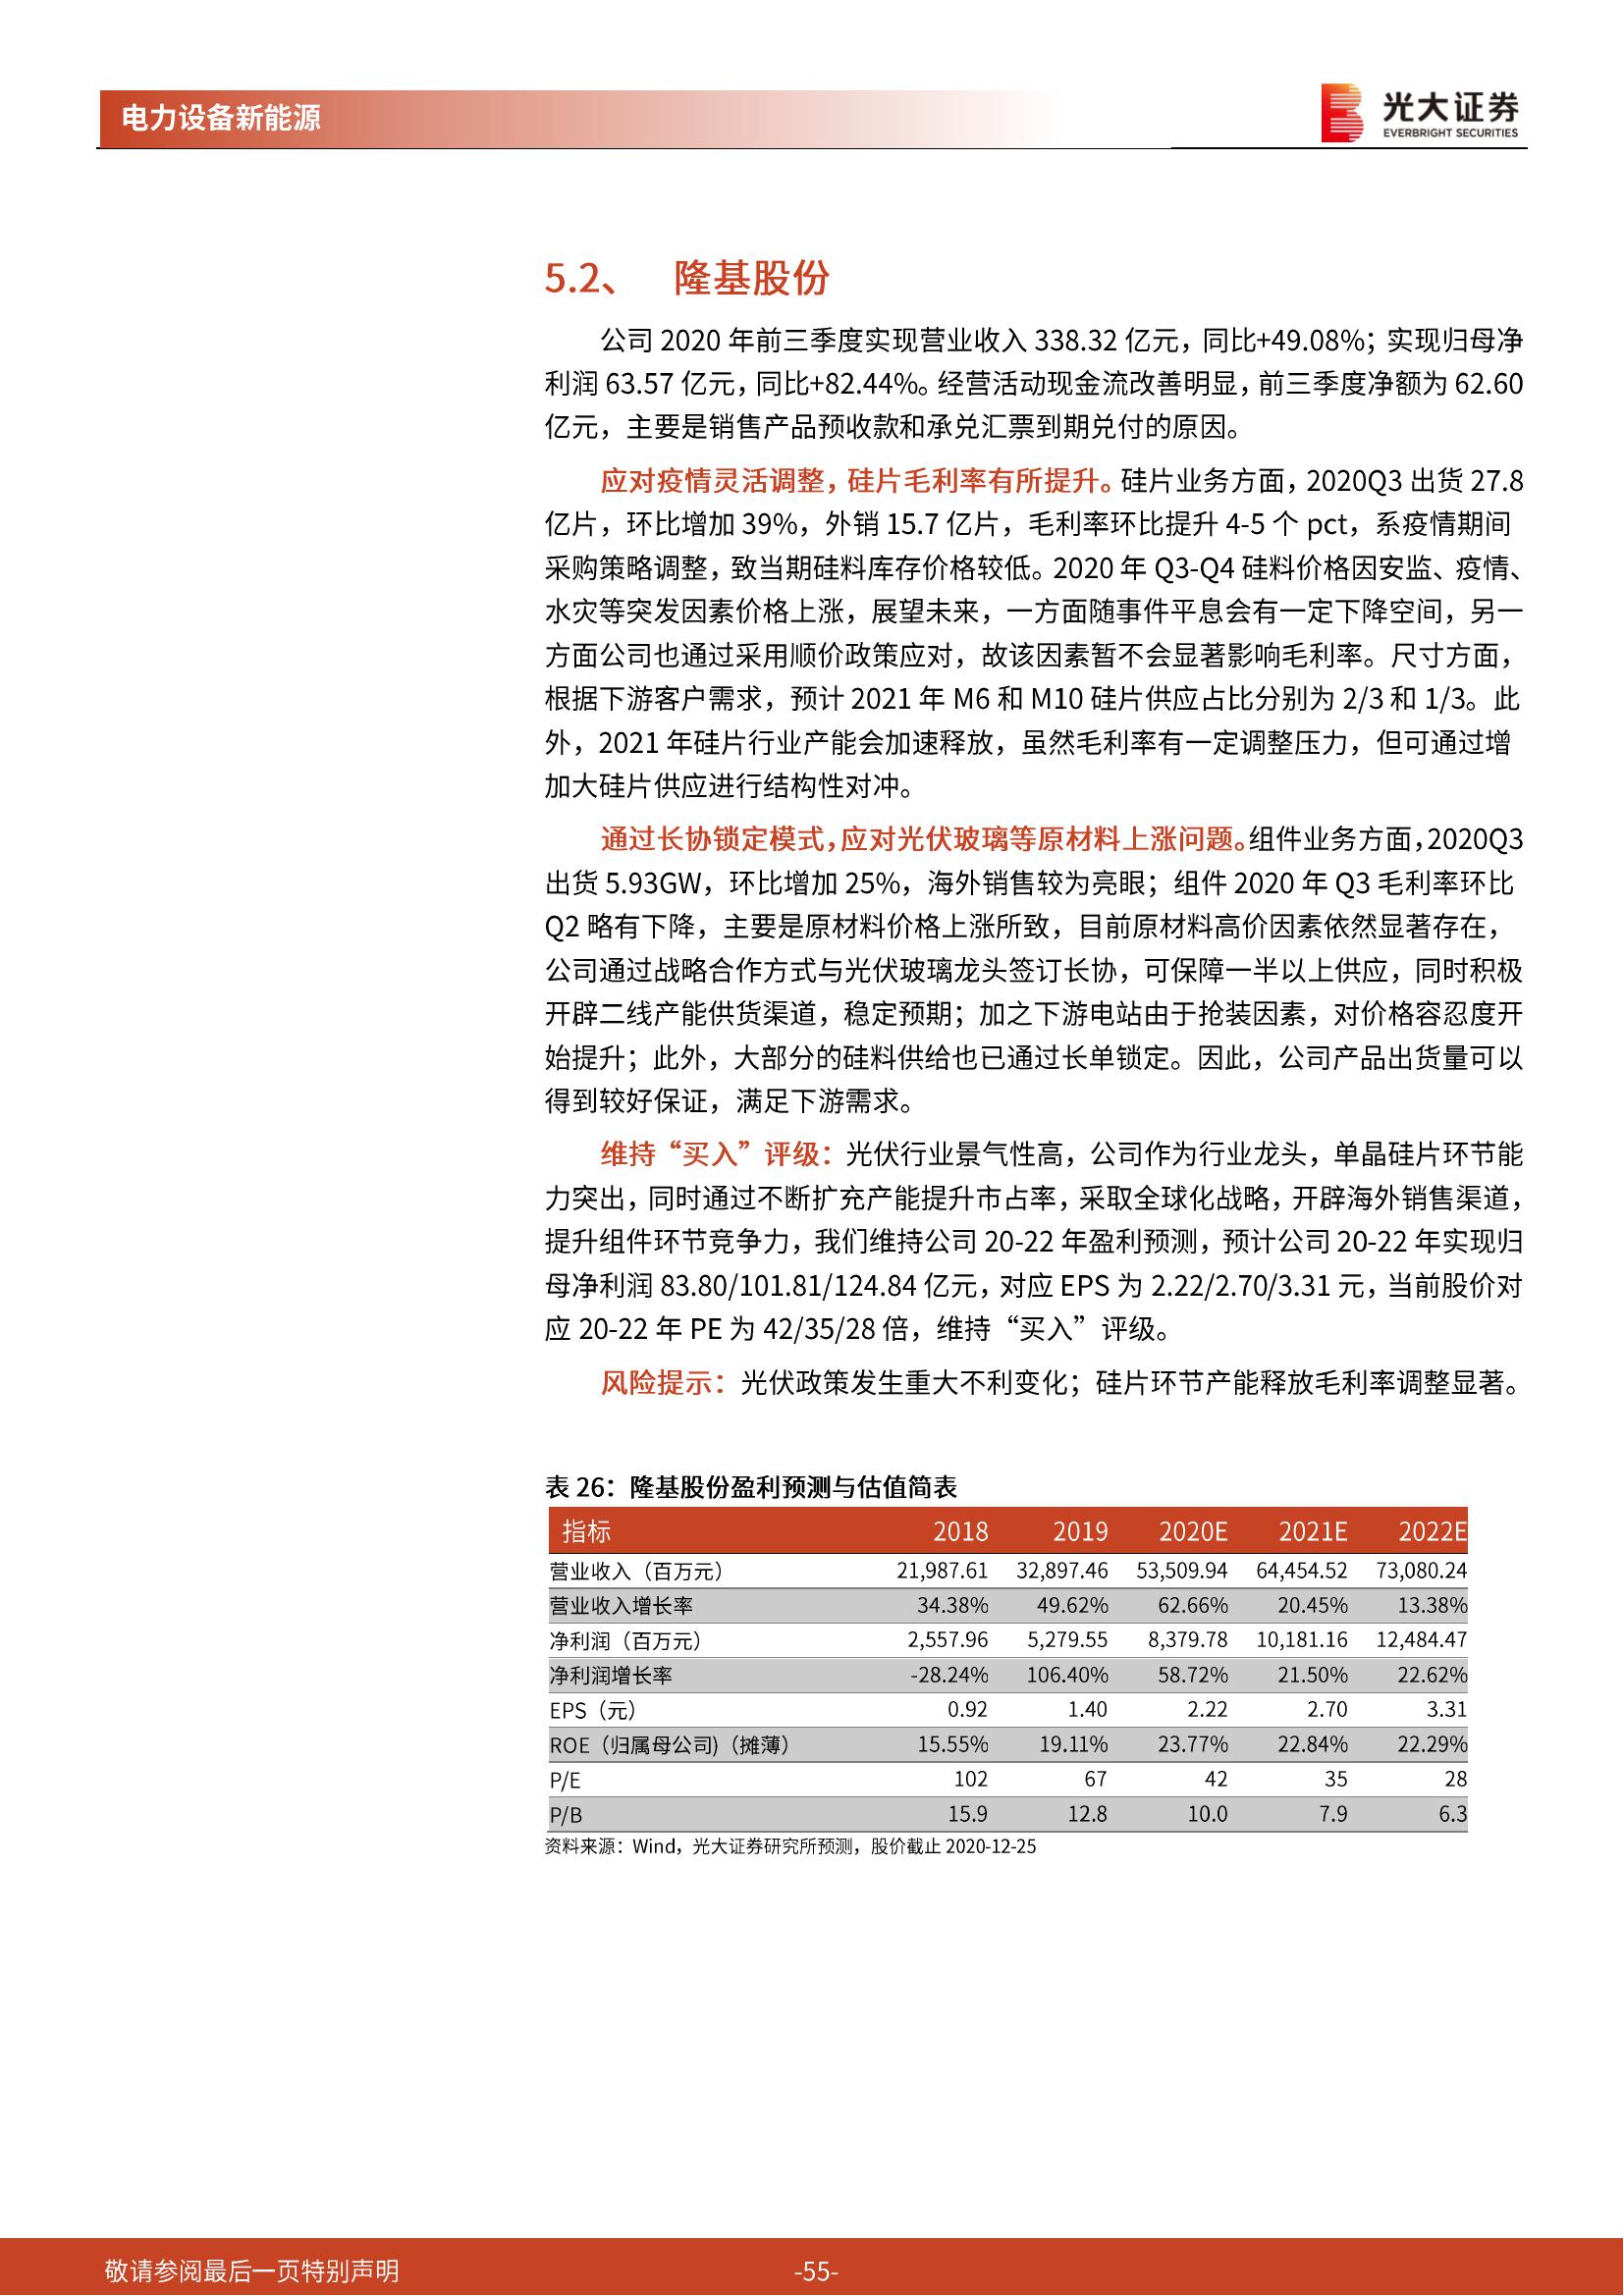 电力设备新能源
光大证券
EVERBRIGHT SECURITIES
5.2、 隆基股份
公司 2020 年前三季度实现营业收入 338.32 亿元，同比+49.08%；实现归母净
利润 63.57 亿元，同比+82.44%。经营活动现金流改善明显，前三季度净额为 62.60
亿元，主要是销售产品预收款和承兑汇票到期兑付的原因。
应对疫情灵活调整，硅片毛利率有所提升。硅片业务方面，2020Q3 出货 27.8
亿片，环比增加 39%，外销 15.7 亿片，毛利率环比提升 4-5 个 pct，系疫情期间
采购策略调整，致当期硅料库存价格较低。2020 年 Q3-Q4 硅料价格因安监、疫情、
水灾等突发因素价格上涨，展望未来，一方面随事件平息会有一定下降空间，另一
方面公司也通过采用顺价政策应对，故该因素暂不会显著影响毛利率。尺寸方面，
根据下游客户需求，预计 2021 年 M6 和 M10 硅片供应占比分别为 2/3 和 1/3。此
外，2021 年硅片行业产能会加速释放，虽然毛利率有一定调整压力，但可通过增
加大硅片供应进行结构性对冲。
通过长协锁定模式，应对光伏玻璃等原材料上涨问题。组件业务方面，2020Q3
出货 5.93GW，环比增加 25%，海外销售较为亮眼；组件 2020 年 Q3 毛利率环比
Q2 略有下降，主要是原材料价格上涨所致，目前原材料高价因素依然显著存在，
公司通过战略合作方式与光伏玻璃龙头签订长协，可保障一半以上供应，同时积极
开辟二线产能供货渠道，稳定预期；加之下游电站由于抢装因素，对价格容忍度开
始提升；此外，大部分的硅料供给也已通过长单锁定。因此，公司产品出货量可以
得到较好保证，满足下游需求。
维持“买入”评级：光伏行业景气性高，公司作为行业龙头，单晶硅片环节能
力突出，同时通过不断扩充产能提升市占率，采取全球化战略，开辟海外销售渠道，
提升组件环节竞争力，我们维持公司 20-22 年盈利预测，预计公司 20-22 年实现归
母净利润 83.80/101.81/124.84 亿元，对应 EPS 为 2.22/2.70/3.31 元，当前股价对
应 20-22 年 PE 为 42/35/28 倍，维持“买入”评级。
风险提示：光伏政策发生重大不利变化；硅片环节产能释放毛利率调整显著。
表 26：隆基股份盈利预测与估值简表
指标 2018 2019 2020E 2021E 2022E
营业收入（百万元） 21,987.61 32,897.46 53,509.94 64,454.52 73,080.24
营业收入增长率 34.38% 49.62% 62.66% 20.45% 13.38%
净利润（百万元） 2,557.96 5,279.55 8,379.78 10,181.16 12,484.47
净利润增长率 -28.24% 106.40% 58.72% 21.50% 22.62%
EPS（元） 0.92 1.40 2.22 2.70 3.31
ROE（归属母公司)（摊薄） 15.55% 19.11% 23.77% 22.84% 22.29%
P/E 102 67 42 35 28
P/B 15.9 12.8 10.0 7.9 6.3
资料来源：Wind，光大证券研究所预测，股价截止 2020-12-25
敬请参阅最后一页特别声明 -55-